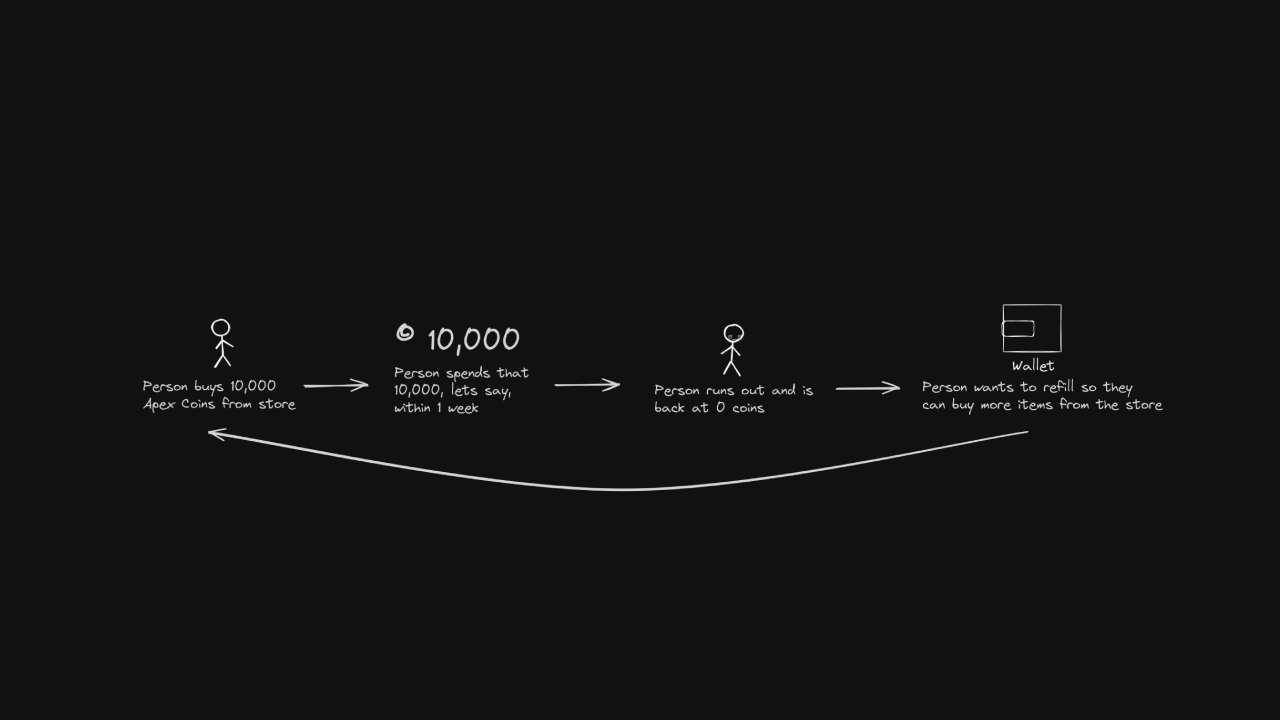 Person buys 10,000
Apex Coins from store
10,000
Person spends that
10,000, lets say,
within 1 week
Person runs out and is
back at 0 coins
Wallet
Person wants to refill so they
can buy more items from the store